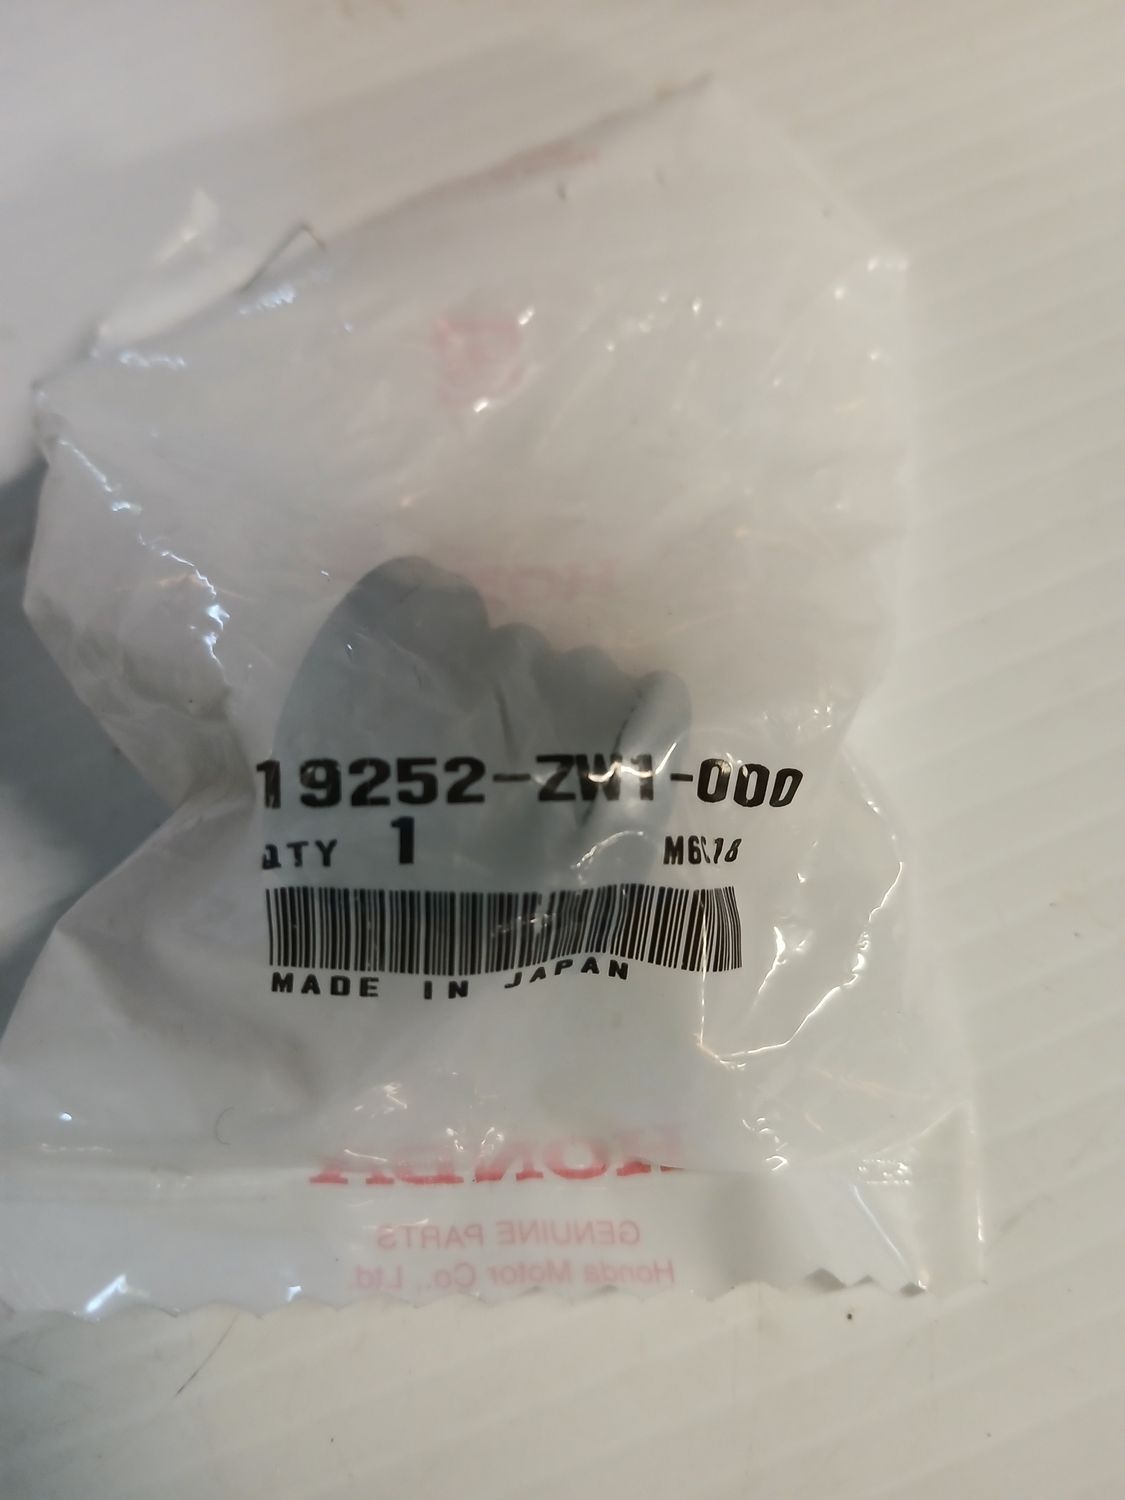 19252-ZW1-000
QTY 1
MADE IN JAPAN
HONDA
GENUINE PARTS
Honda Motor Co., Ltd.